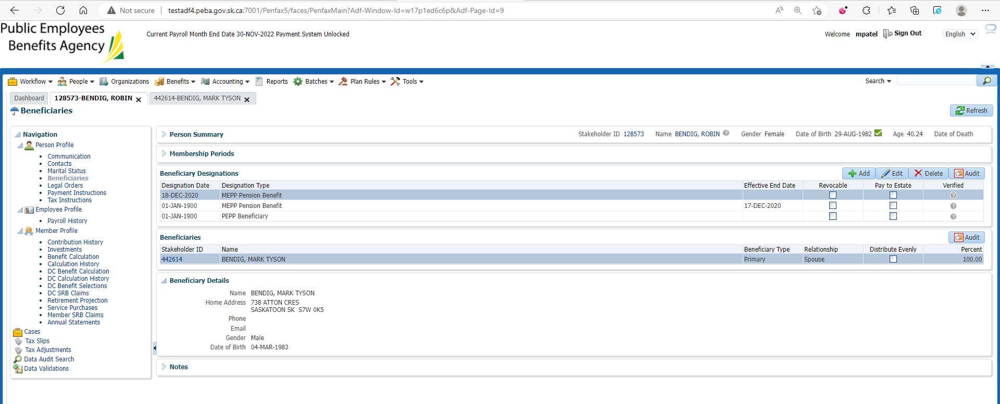 Not secure testadf4.peba.gov.sk.ca:7001/Penfax5/faces/PenfaxMain?Adf-Window-Id=w17p1ed6c6p&Adf-Page-Id=9
Public Employees
Benefits Agency
Current Payroll Month End Date 30-NOV-2022 Payment System Unlocked
Welcome mpatel Sign Out English
Workflow People Organizations Benefits Accounting Reports Batches Plan Rules Tools Search
Dashboard 128573-BENDIG, ROBIN 442614-BENDIG, MARK TYSON
Beneficiaries
Refresh
Navigation
Person Profile
Communication
Contacts
Marital Status
Beneficiaries
Legal Orders
Payment Instructions
Tax Instructions
Employee Profile
Payroll History
Member Profile
Contribution History
Investments
Benefit Calculation
Calculation History
DC Benefit Calculation
DC Calculation History
DC Benefit Selections
DC SRB Claims
Retirement Projection
Service Purchases
Member SRB Claims
Annual Statements
Cases
Tax Slips
Tax Adjustments
Data Audit Search
Data Validations
Person Summary Stakeholder ID 128573 Name BENDIG, ROBIN Gender Female Date of Birth 29-AUG-1982 Age 40.24 Date of Death
Membership Periods
Beneficiary Designations Add Edit Delete Audit
Designation Date Designation Type Effective End Date Revocable Pay to Estate Verified
18-DEC-2020 MEPP Pension Benefit
01-JAN-1900 MEPP Pension Benefit 17-DEC-2020
01-JAN-1900 PEPP Beneficiary
Beneficiaries Audit
Stakeholder ID Name Beneficiary Type Relationship Distribute Evenly Percent
442614 BENDIG, MARK TYSON Primary Spouse 100.00
Beneficiary Details
Name BENDIG, MARK TYSON
Home Address 738 ATTON CRES
SASKATOON SK S7W 0K5
Phone
Email
Gender Male
Date of Birth 04-MAR-1983
Notes